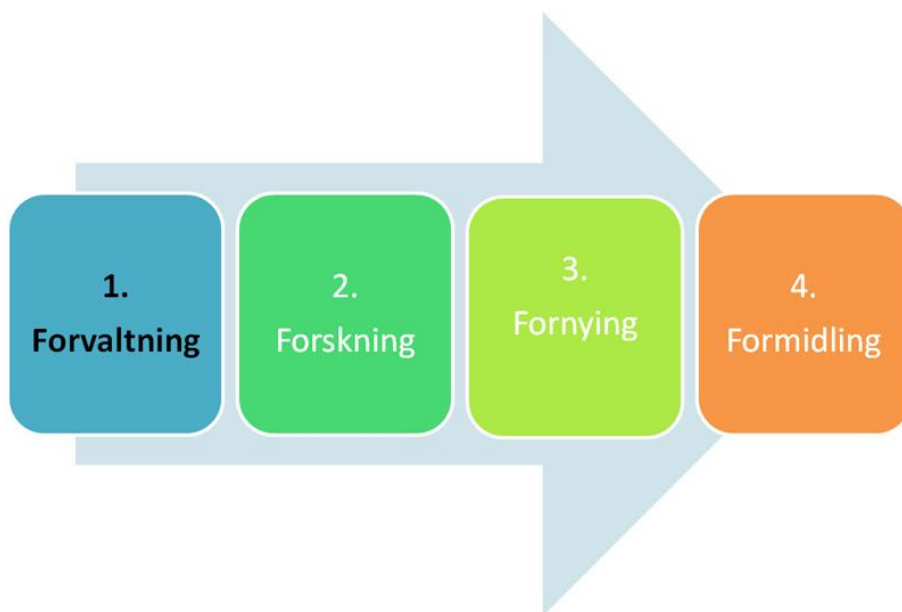 1.
Forvaltning
2.
Forskning
3.
Fornying
4.
Formidling